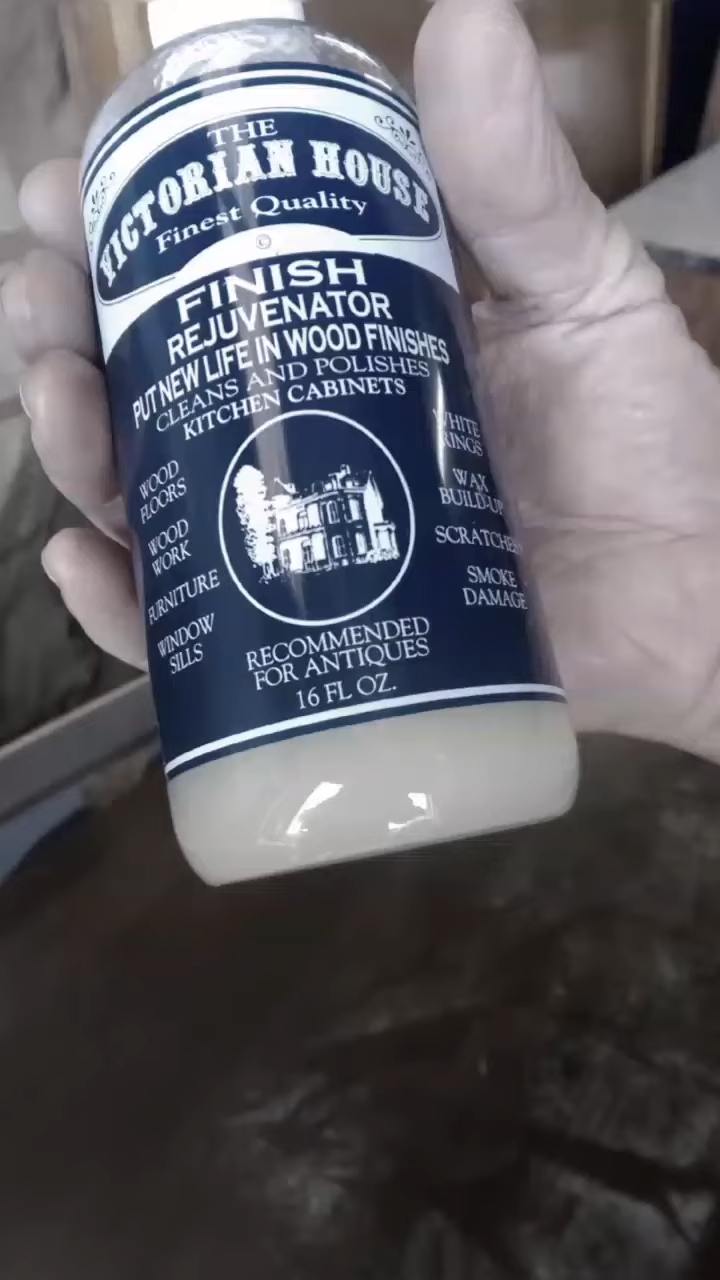 THE
VICTORIAN HOUSE
Finest Quality
©
FINISH
REJUVENATOR
PUT NEW LIFE IN WOOD FINISHES
CLEANS AND POLISHES
KITCHEN CABINETS
WOOD
FLOORS
WOOD
WORK
FURNITURE
WINDOW
SILLS
WHITE
RINGS
WAX
BUILD-UP
SCRATCHES
SMOKE
DAMAGE
RECOMMENDED
FOR ANTIQUES
16 FL OZ.